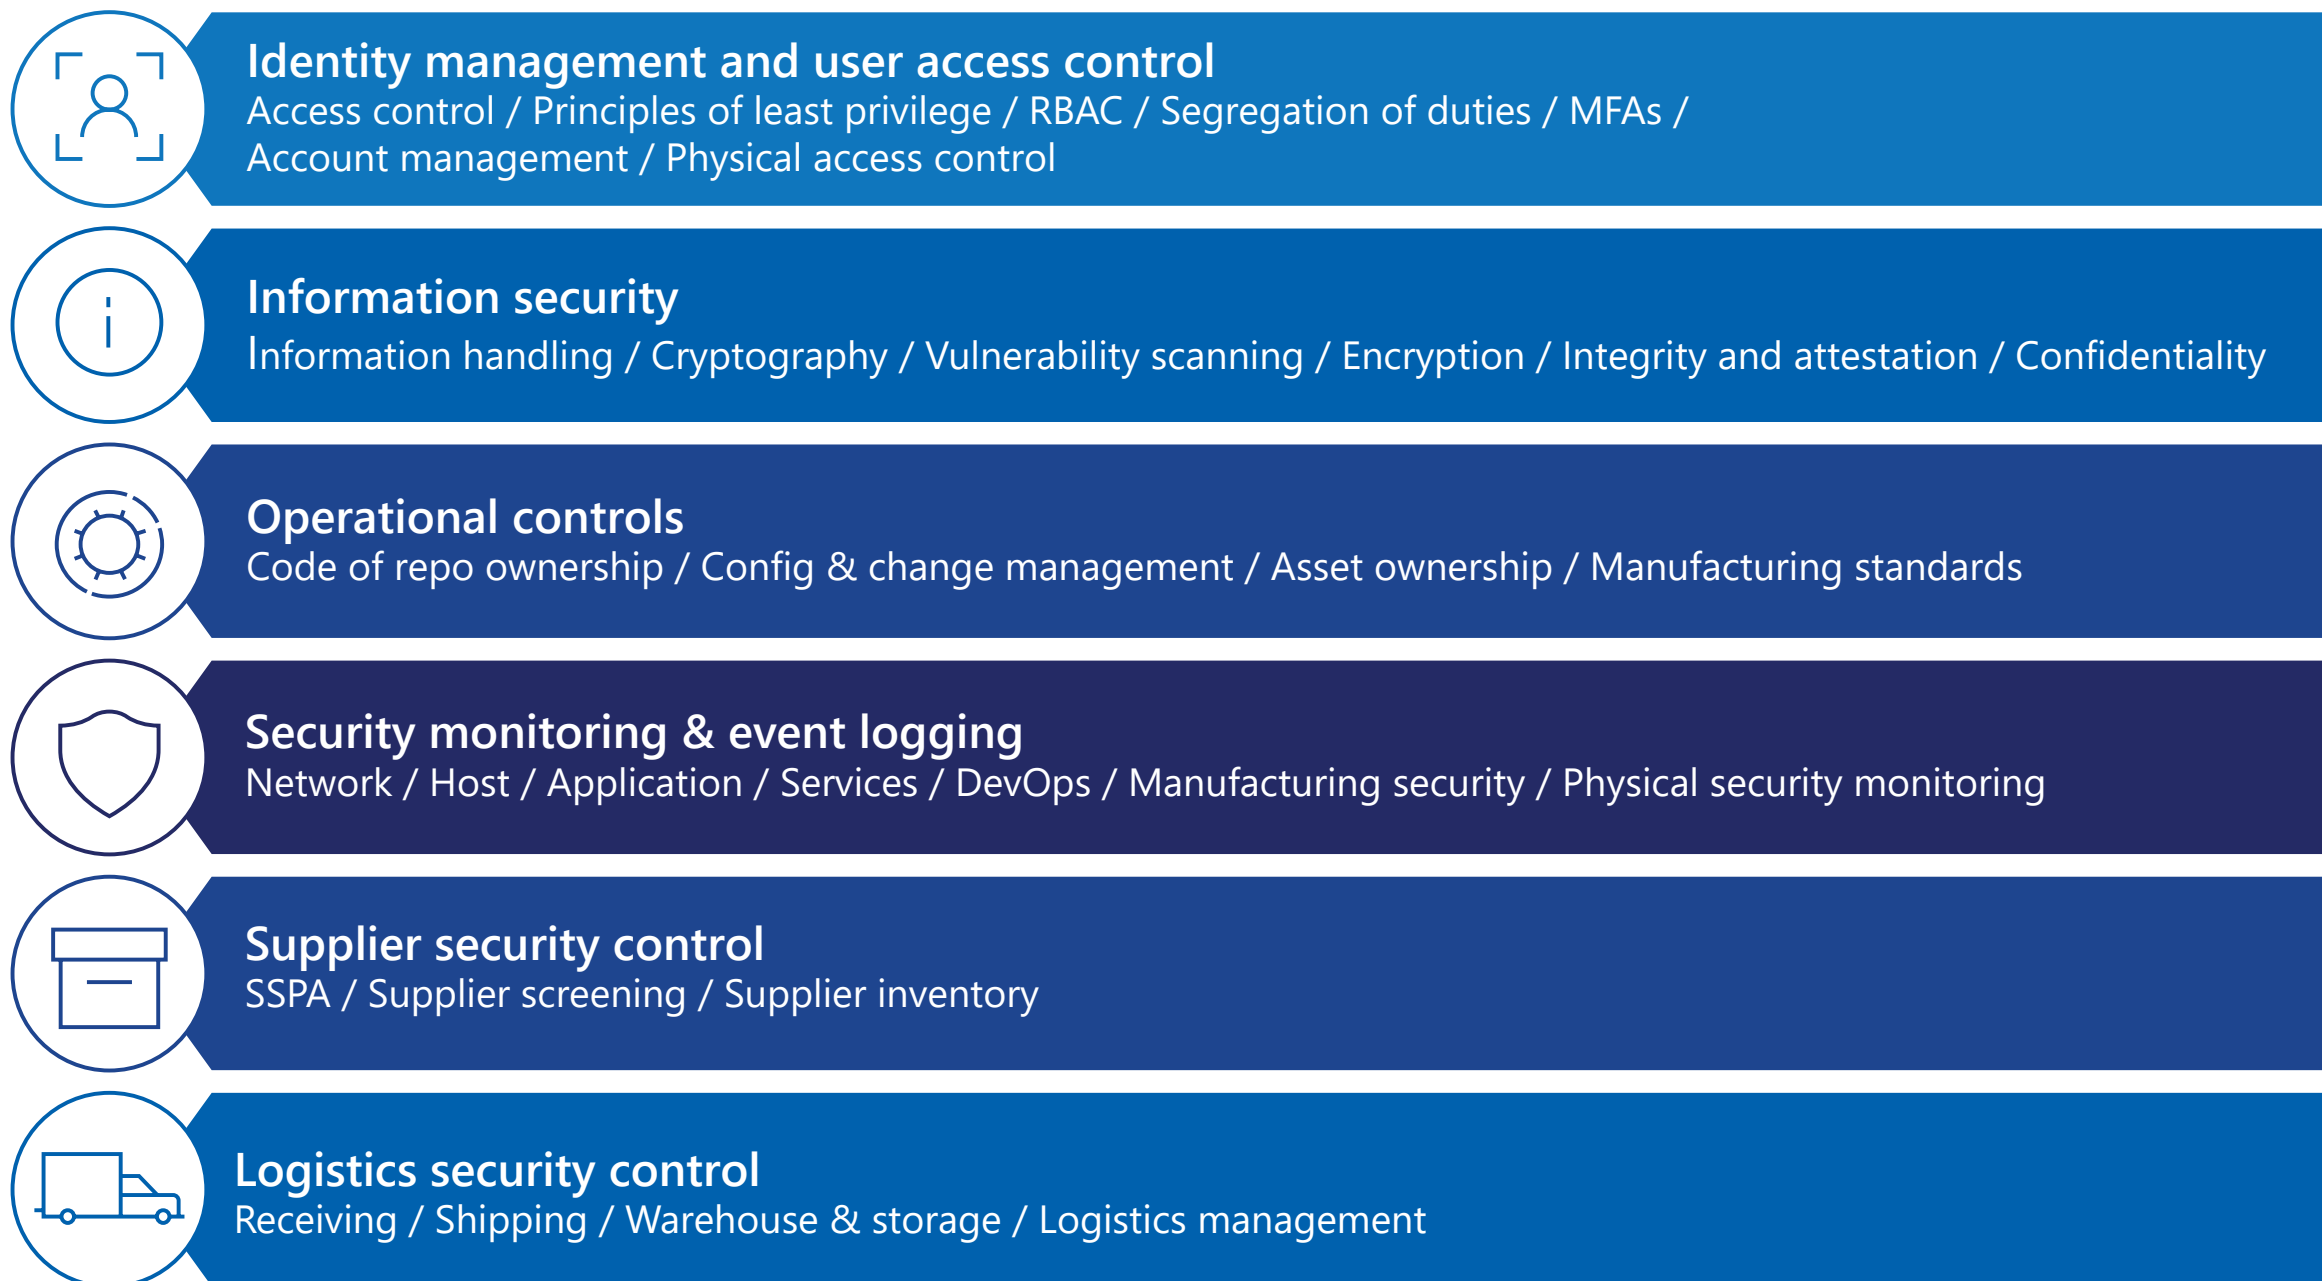 Identity management and user access control
Access control / Principles of least privilege / RBAC / Segregation of duties / MFAs /
Account management / Physical access control
Information security
Information handling / Cryptography / Vulnerability scanning / Encryption / Integrity and attestation / Confidentiality
Operational controls
Code of repo ownership / Config & change management / Asset ownership / Manufacturing standards
Security monitoring & event logging
Network / Host / Application / Services / DevOps / Manufacturing security / Physical security monitoring
Supplier security control
SSPA / Supplier screening / Supplier inventory
Logistics security control
Receiving / Shipping / Warehouse & storage / Logistics management